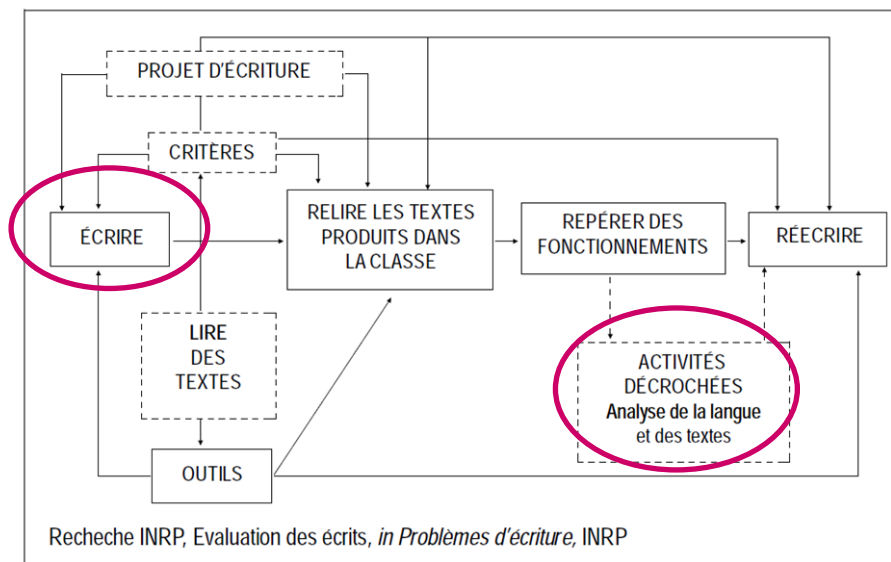 PROJET D'ÉCRITURE
CRITÈRES
ÉCRIRE
RELIRE LES TEXTES
PRODUITS DANS
LA CLASSE
REPÉRER DES
FONCTIONNEMENTS
RÉECRIRE
LIRE
DES
TEXTES
ACTIVITÉS
DÉCROCHÉES
Analyse de la langue
et des textes
OUTILS
Recheche INRP, Evaluation des écrits, in Problèmes d'écriture, INRP